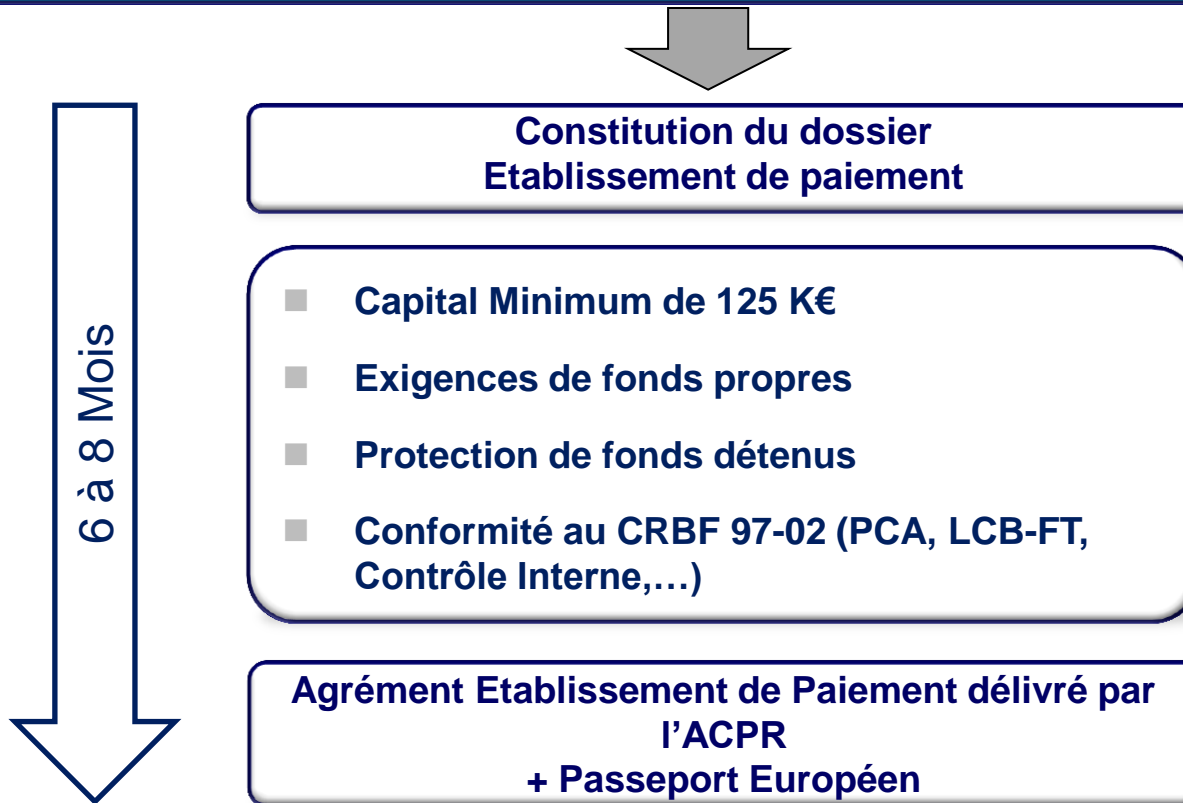 Constitution du dossier
Etablissement de paiement
6 à 8 Mois
Capital Minimum de 125 K€
Exigences de fonds propres
Protection de fonds détenus
Conformité au CRBF 97-02 (PCA, LCB-FT,
Contrôle Interne,…)
Agrément Etablissement de Paiement délivré par
l’ACPR
+ Passeport Européen